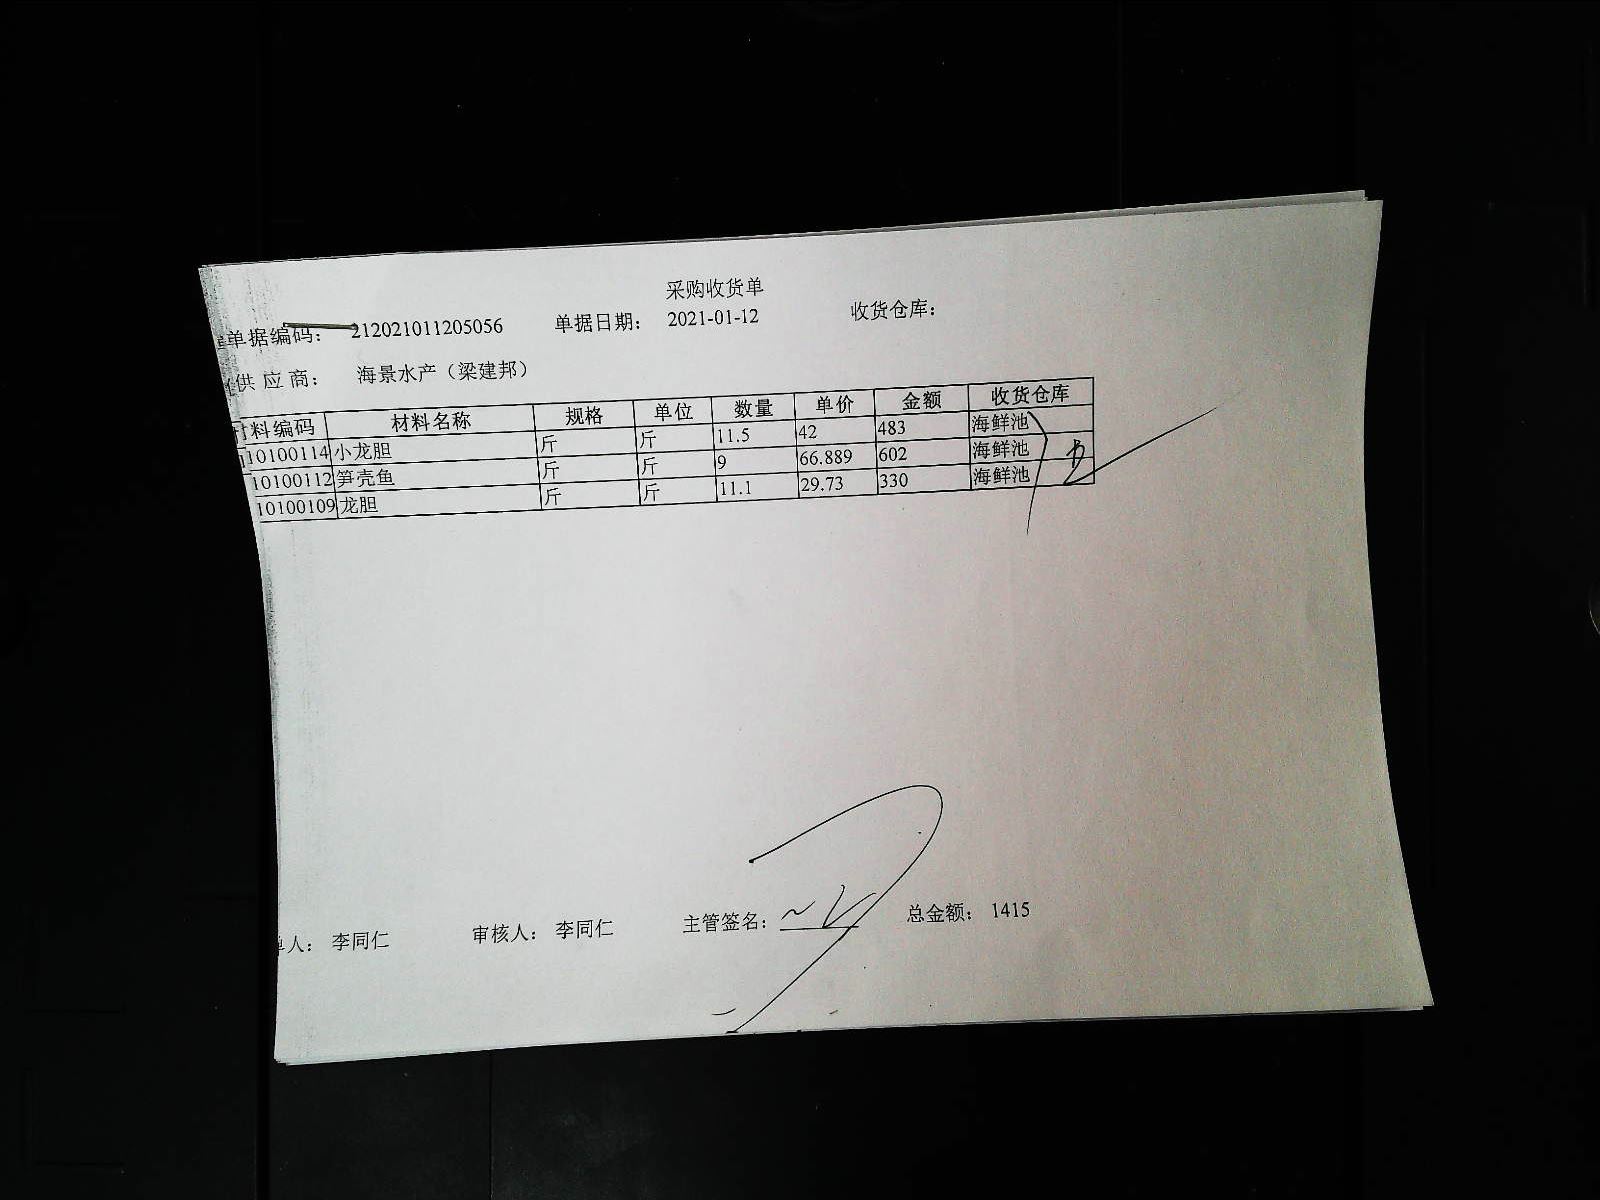 采购收货单
单据编码: 212021011205056 单据日期: 2021-01-12 收货仓库:
供应商: 海景水产（梁建邦）
料编码 材料名称 规格 单位 数量 单价 金额 收货仓库
10100114 小龙胆 斤 斤 11.5 42 483 海鲜池
10100112 笋壳鱼 斤 斤 9 66.889 602 海鲜池
10100109 龙胆 斤 斤 11.1 29.73 330 海鲜池
单人: 李同仁 审核人: 李同仁 主管签名: 总金额: 1415